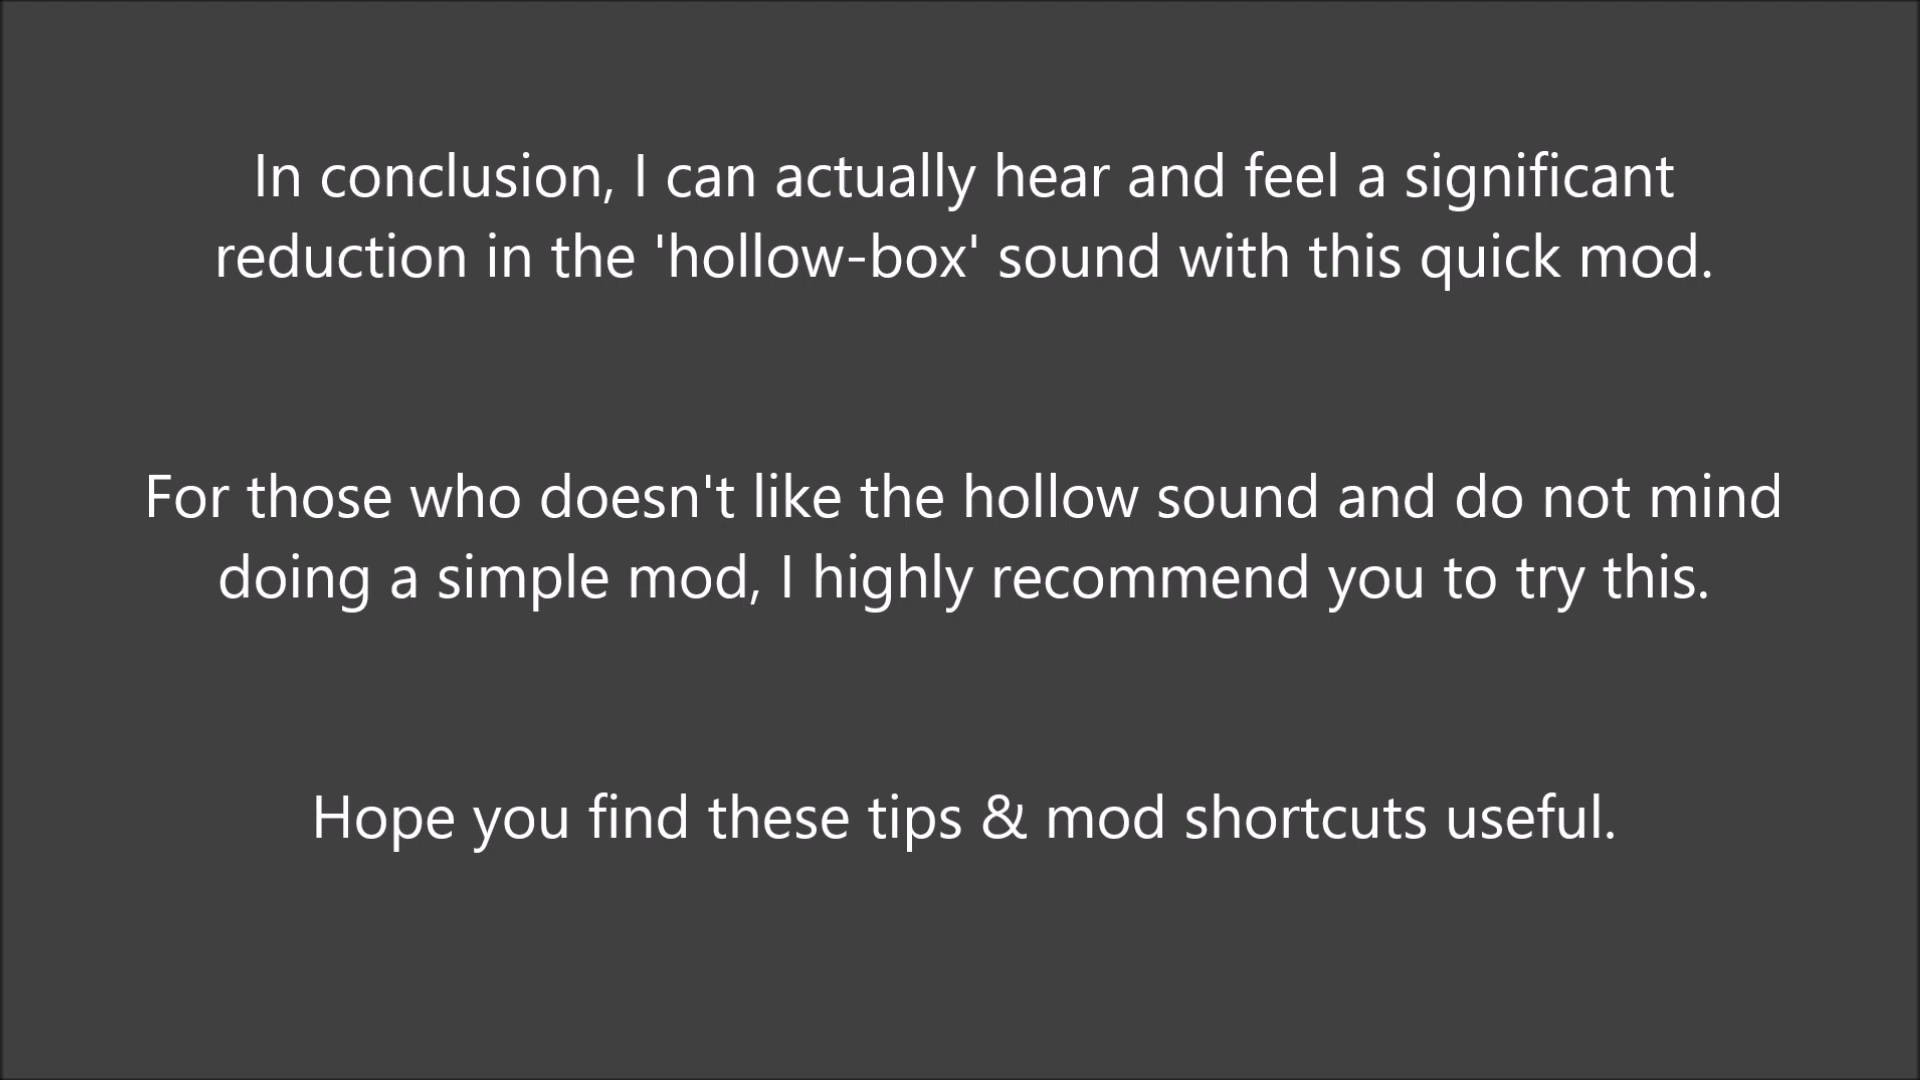 In conclusion, I can actually hear and feel a significant
reduction in the 'hollow-box' sound with this quick mod.
For those who doesn't like the hollow sound and do not mind
doing a simple mod, I highly recommend you to try this.
Hope you find these tips & mod shortcuts useful.